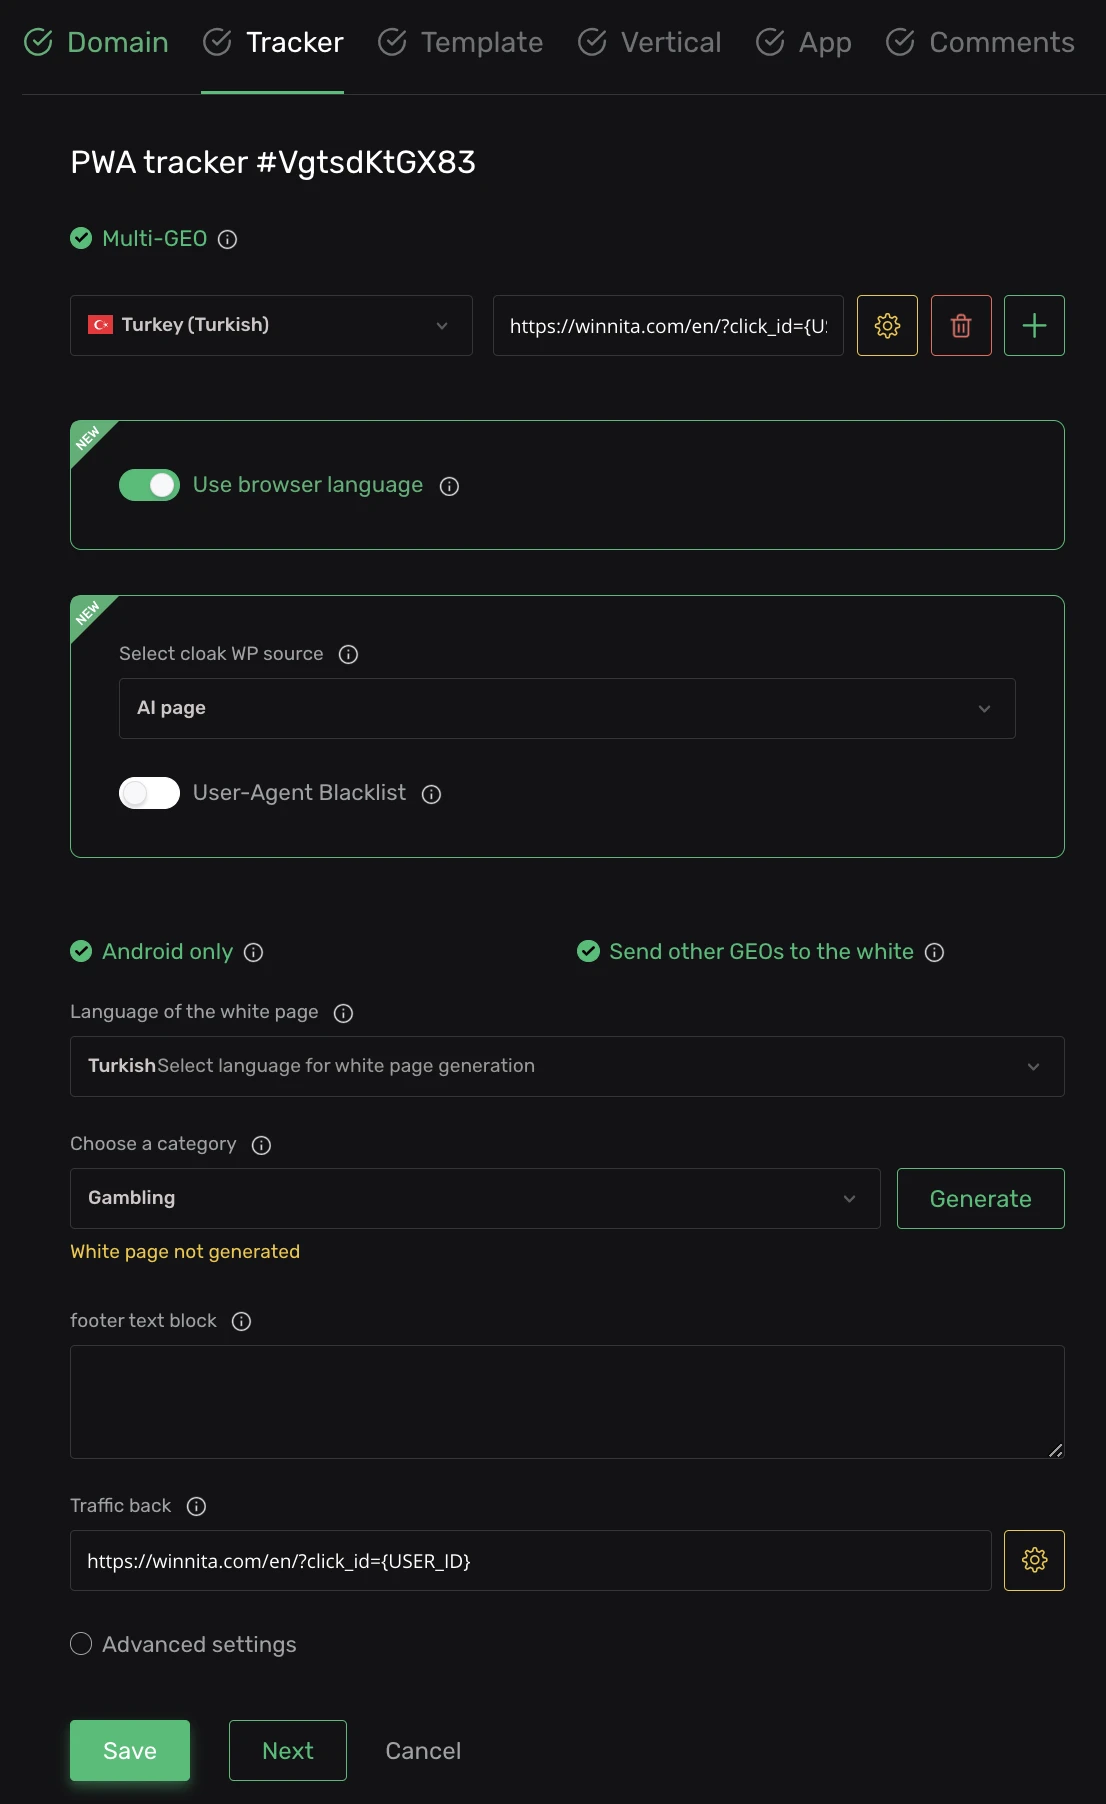 Domain Tracker Template Vertical App Comments
PWA tracker #VgtsdKtGX83
Multi-GEO
Turkey (Turkish) https://winnita.com/en/?click_id={US
NEW
Use browser language
NEW
Select cloak WP source
AI page
User-Agent Blacklist
Android only Send other GEOs to the white
Language of the white page
TurkishSelect language for white page generation
Choose a category
Gambling Generate
White page not generated
footer text block
Traffic back
https://winnita.com/en/?click_id={USER_ID}
Advanced settings
Save Next Cancel